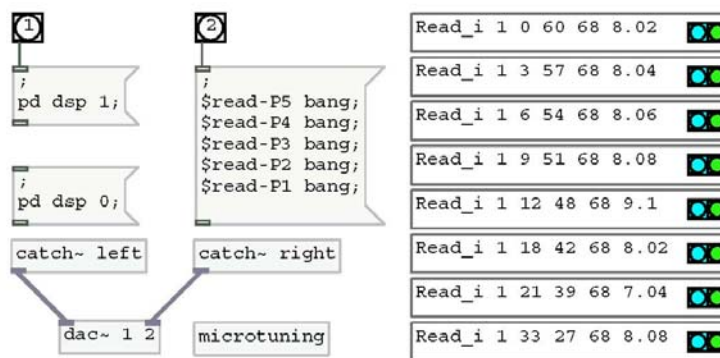 1
;
pd dsp 1;
;
pd dsp 0;
catch~ left
dac~ 1 2
2
;
$read-P5 bang;
$read-P4 bang;
$read-P3 bang;
$read-P2 bang;
$read-P1 bang;
catch~ right
microtuning
Read_i 1 0 60 68 8.02
Read_i 1 3 57 68 8.04
Read_i 1 6 54 68 8.06
Read_i 1 9 51 68 8.08
Read_i 1 12 48 68 9.1
Read_i 1 18 42 68 8.02
Read_i 1 21 39 68 7.04
Read_i 1 33 27 68 8.08